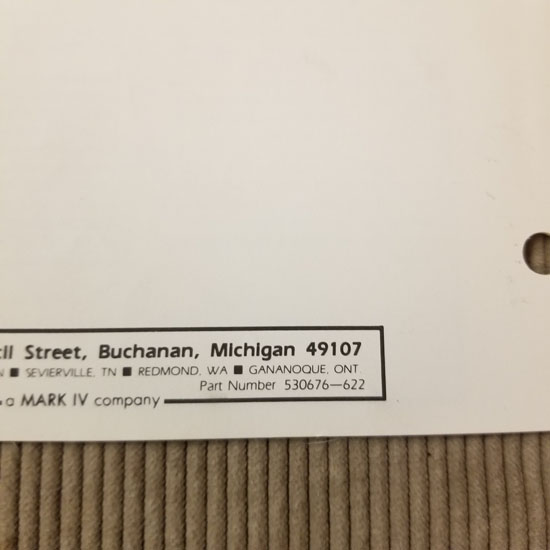 Street, Buchanan, Michigan 49107
■ SEVIERVILLE, TN ■ REDMOND, WA ■ GANANOQUE, ONT.
Part Number 530676—622
a MARK IV company